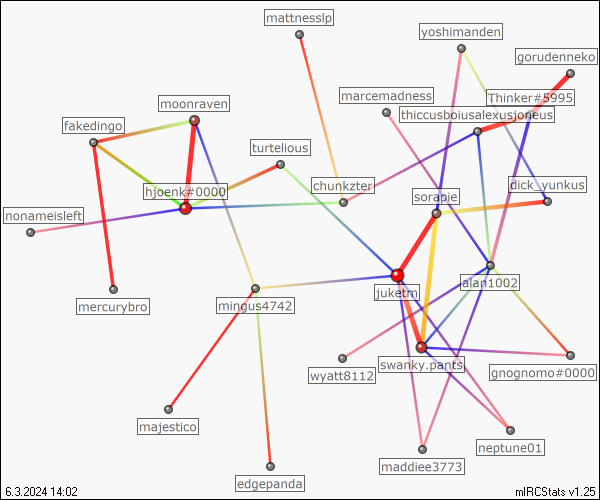 mattnesslp
yoshimanden
gorudenneko
marcemadness
Thinker#5995
moonraven
thiccusboiusalexusjoneus
fakedingo
turtelious
hjoenk#0000
chunkzter
sorapie
dick_yunkus
nonameisleft
alan1002
juketm
mercurybro
mingus4742
swanky.pants
wyatt8112
gnognomo#0000
majestico
neptune01
maddiee3773
edgepanda
6.3.2024 14:02
mIRCStats v1.25